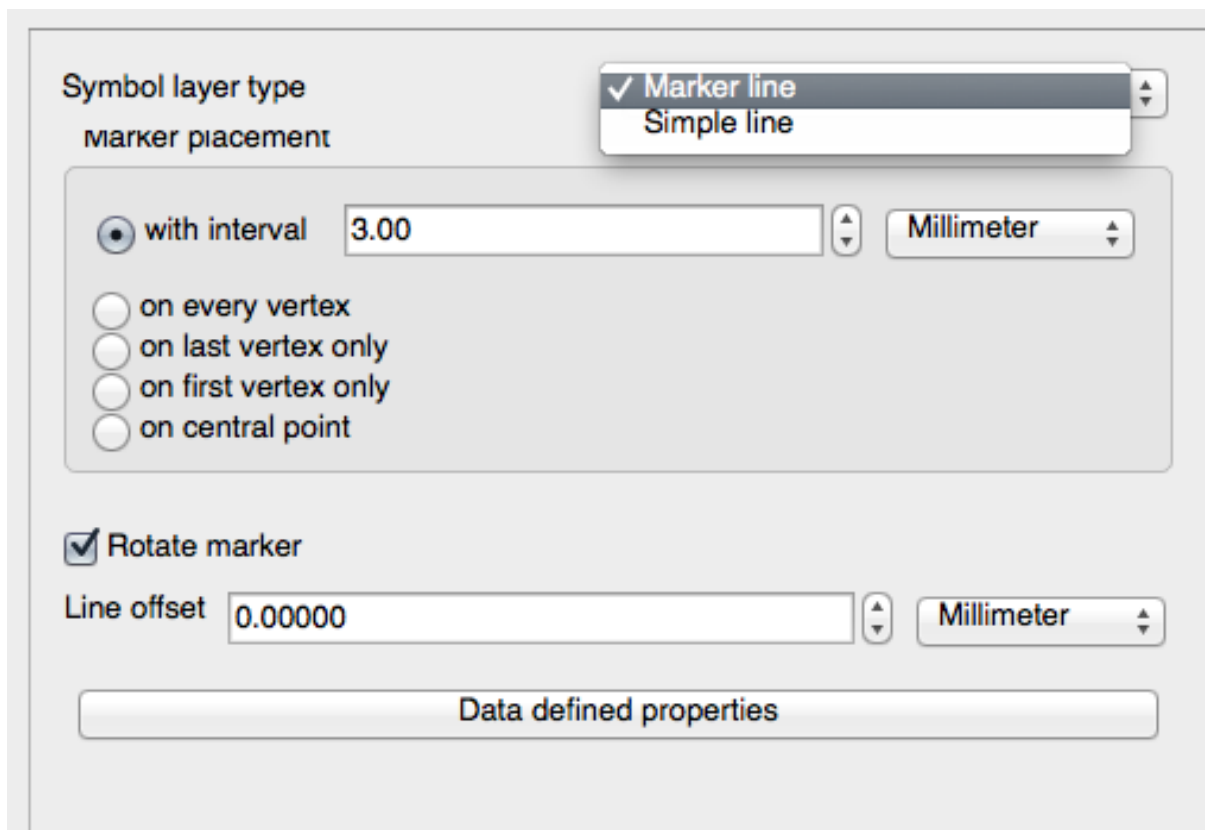 Symbol layer type
✓ Marker line
Simple line
Marker placement
with interval 3.00 Millimeter
on every vertex
on last vertex only
on first vertex only
on central point
Rotate marker
Line offset 0.00000 Millimeter
Data defined properties